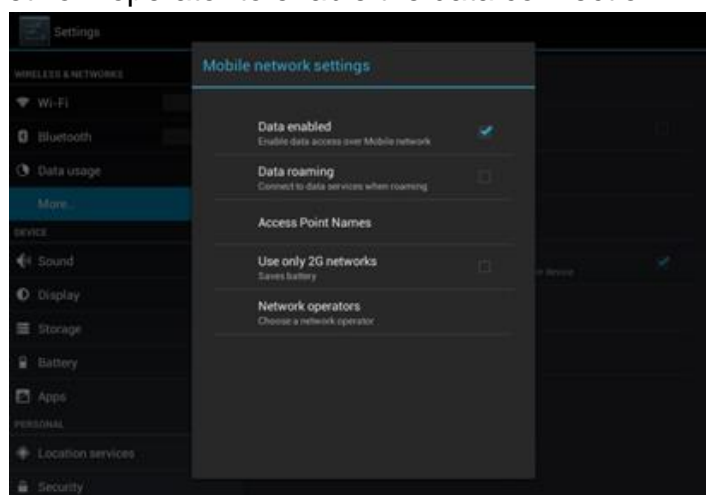 Settings
WIRELESS & NETWORKS
Wi-Fi
Bluetooth
Data usage
More...
DEVICE
Sound
Display
Storage
Battery
Apps
PERSONAL
Location services
Security
Mobile network settings
Data enabled
Enable data access over Mobile network
Data roaming
Connect to data services when roaming
Access Point Names
Use only 2G networks
Saves battery
Network operators
Choose a network operator
device